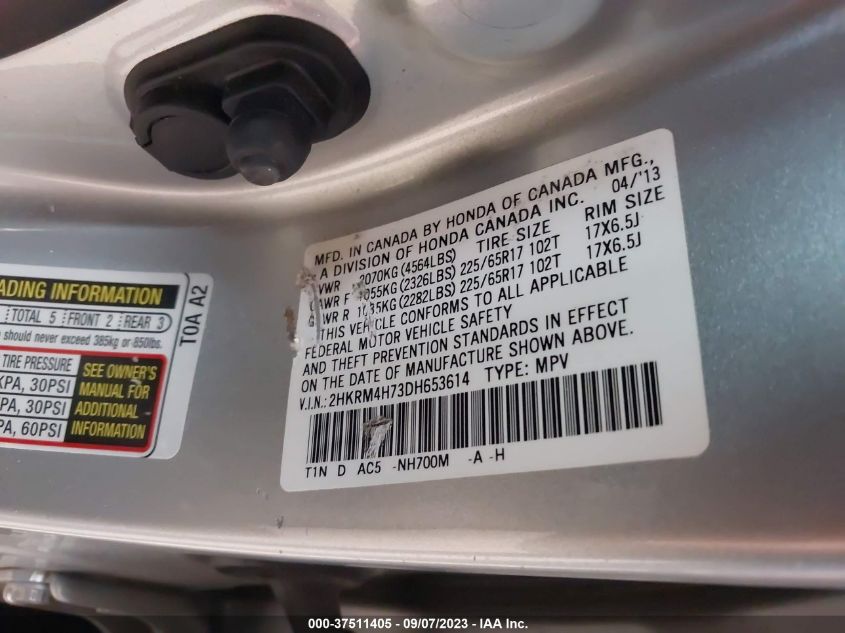 MFD. IN CANADA BY HONDA OF CANADA MFG.,
A DIVISION OF HONDA CANADA INC. 04/'13
VWR 2070KG(4564LBS) TIRE SIZE RIM SIZE
AWR F 1055KG(2326LBS) 225/65R17 102T 17X6.5J
G WR R 1035KG(2282LBS) 225/65R17 102T 17X6.5J
THIS VEHICLE CONFORMS TO ALL APPLICABLE
FEDERAL MOTOR VEHICLE SAFETY
AND THEFT PREVENTION STANDARDS IN EFFECT
ON THE DATE OF MANUFACTURE SHOWN ABOVE.
V.I.N.: 2HKRM4H73DH653614 TYPE: MPV
T1N D AC5 -NH700M -A -H
ADING INFORMATION
TOTAL 5 FRONT 2 REAR 3
should never exceed 385kg or 850lbs.
TIRE PRESSURE SEE OWNER'S
KPA, 30PSI MANUAL FOR
PA, 30PSI ADDITIONAL
PA, 60PSI INFORMATION
T0A A2
000-37511405 - 09/07/2023 - IAA Inc.